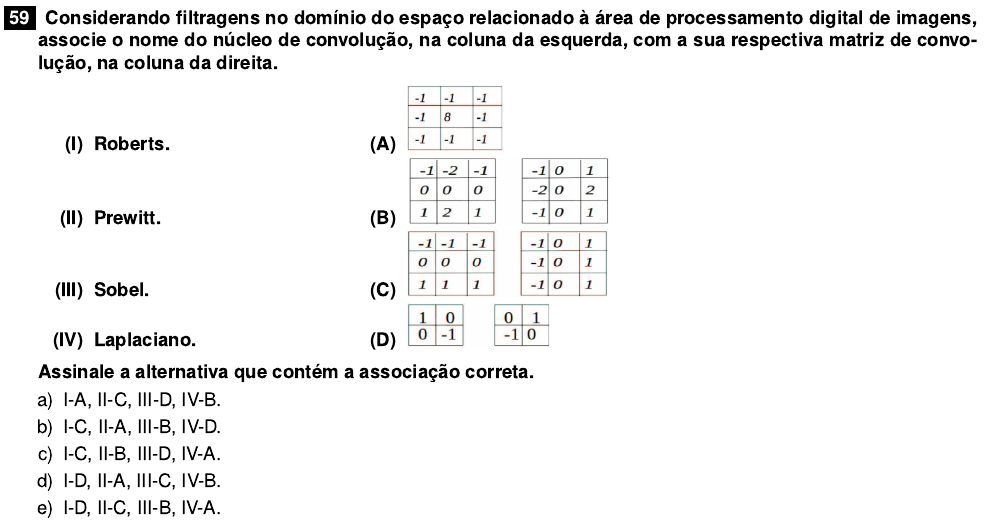 59 Considerando filtragens no domínio do espaço relacionado à área de processamento digital de imagens,
associe o nome do núcleo de convolução, na coluna da esquerda, com a sua respectiva matriz de convo-
lução, na coluna da direita.
-1 -1 -1
-1 8 -1
(I) Roberts. (A) -1 -1 -1
-1 -2 -1 -1 0 1
0 0 0 -2 0 2
(II) Prewitt. (B) 1 2 1 -1 0 1
-1 -1 -1 -1 0 1
0 0 0 -1 0 1
(III) Sobel. (C) 1 1 1 -1 0 1
1 0 0 1
(IV) Laplaciano. (D) 0 -1 -1 0
Assinale a alternativa que contém a associação correta.
a) I-A, II-C, III-D, IV-B.
b) I-C, II-A, III-B, IV-D.
c) I-C, II-B, III-D, IV-A.
d) I-D, II-A, III-C, IV-B.
e) I-D, II-C, III-B, IV-A.